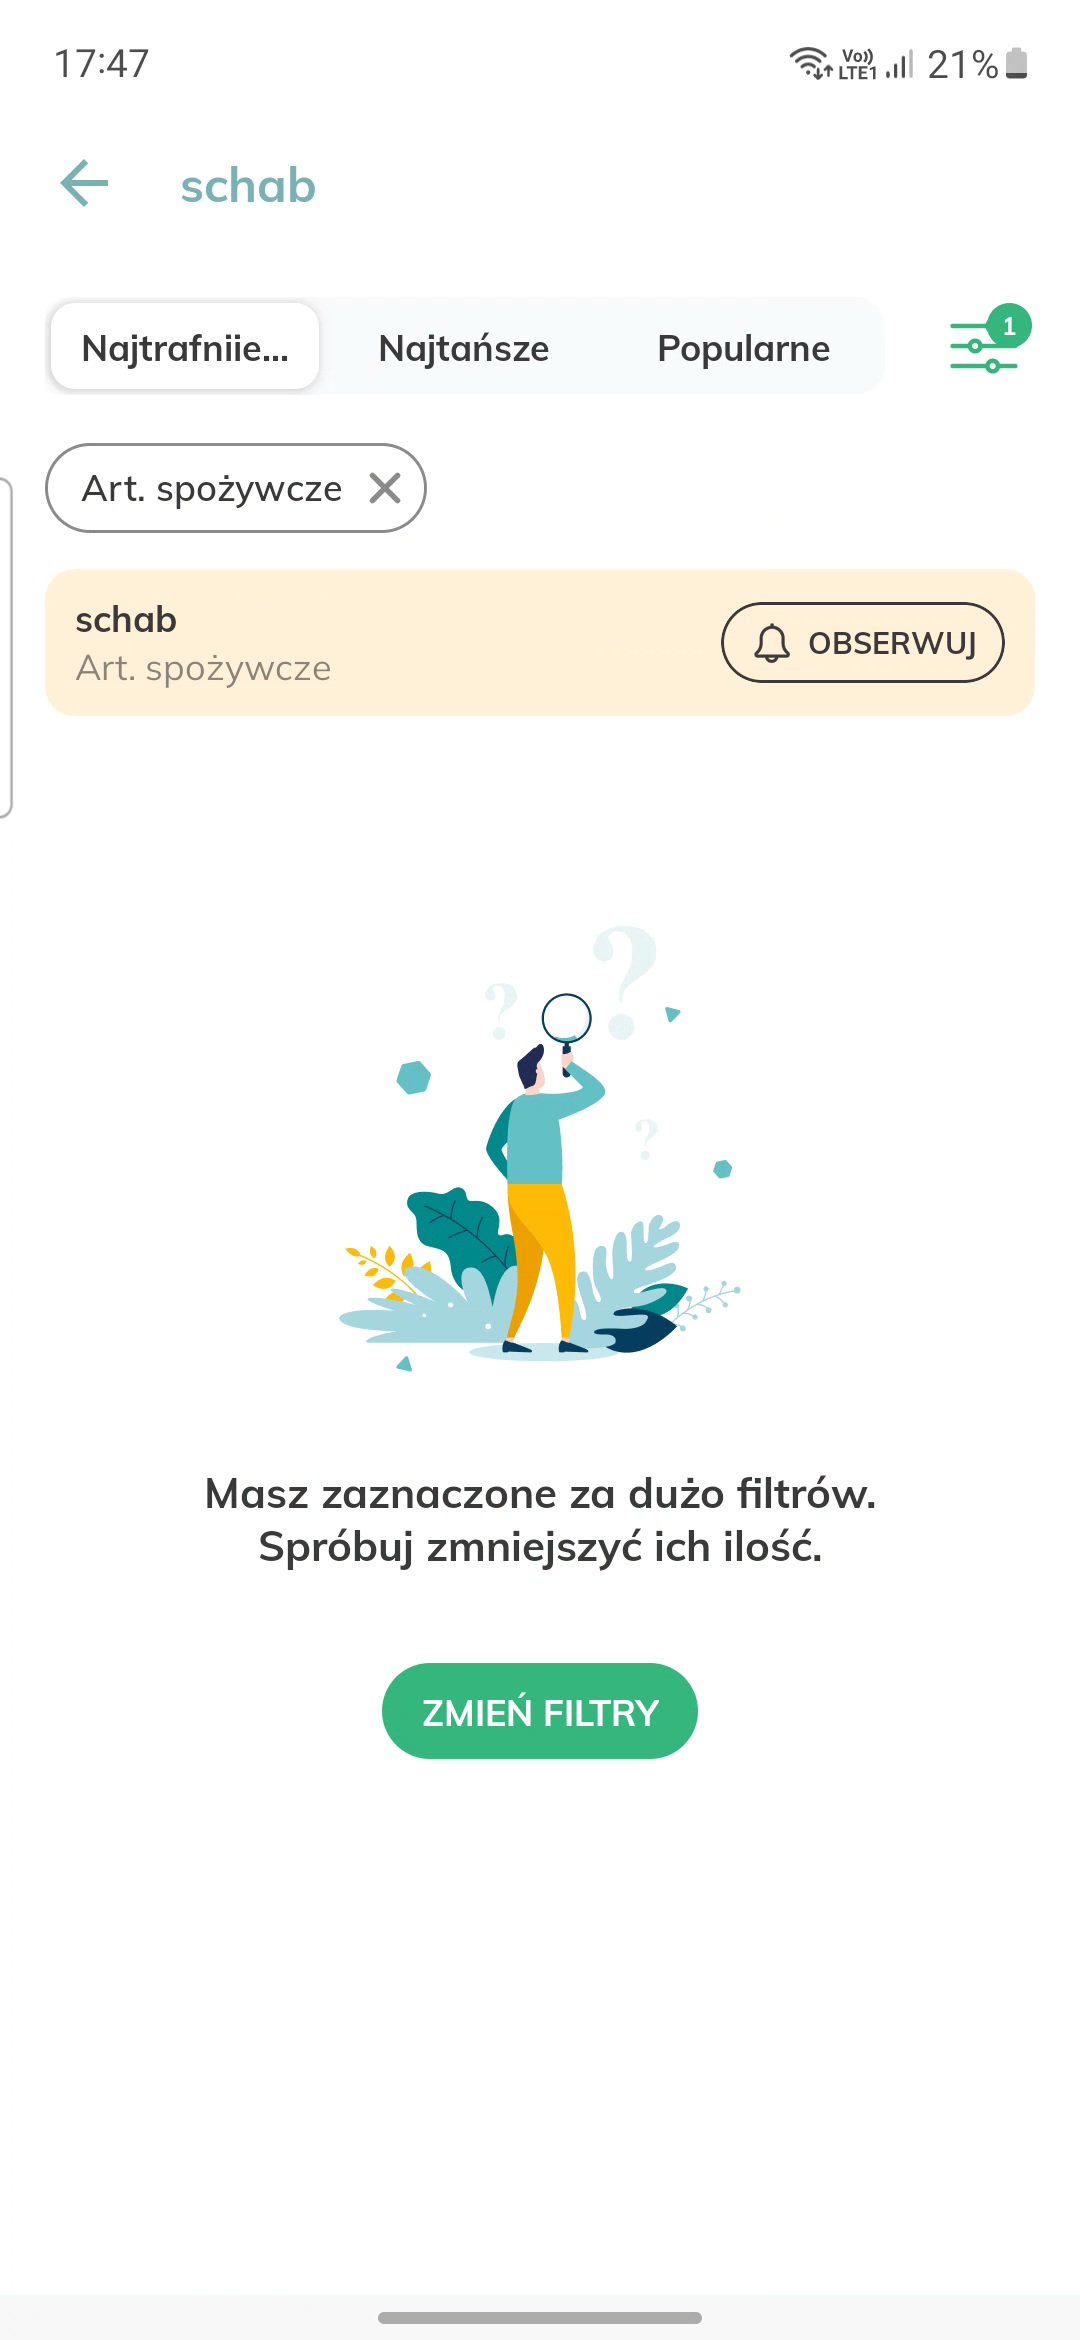 17:47
Vo))
LTE1
21%
schab
Najtrafniie...
Najtańsze
Popularne
1
Art. spożywcze
schab
Art. spożywcze
OBSERWUJ
? ? ?
Masz zaznaczone za dużo filtrów.
Spróbuj zmniejszyć ich ilość.
ZMIEŃ FILTRY